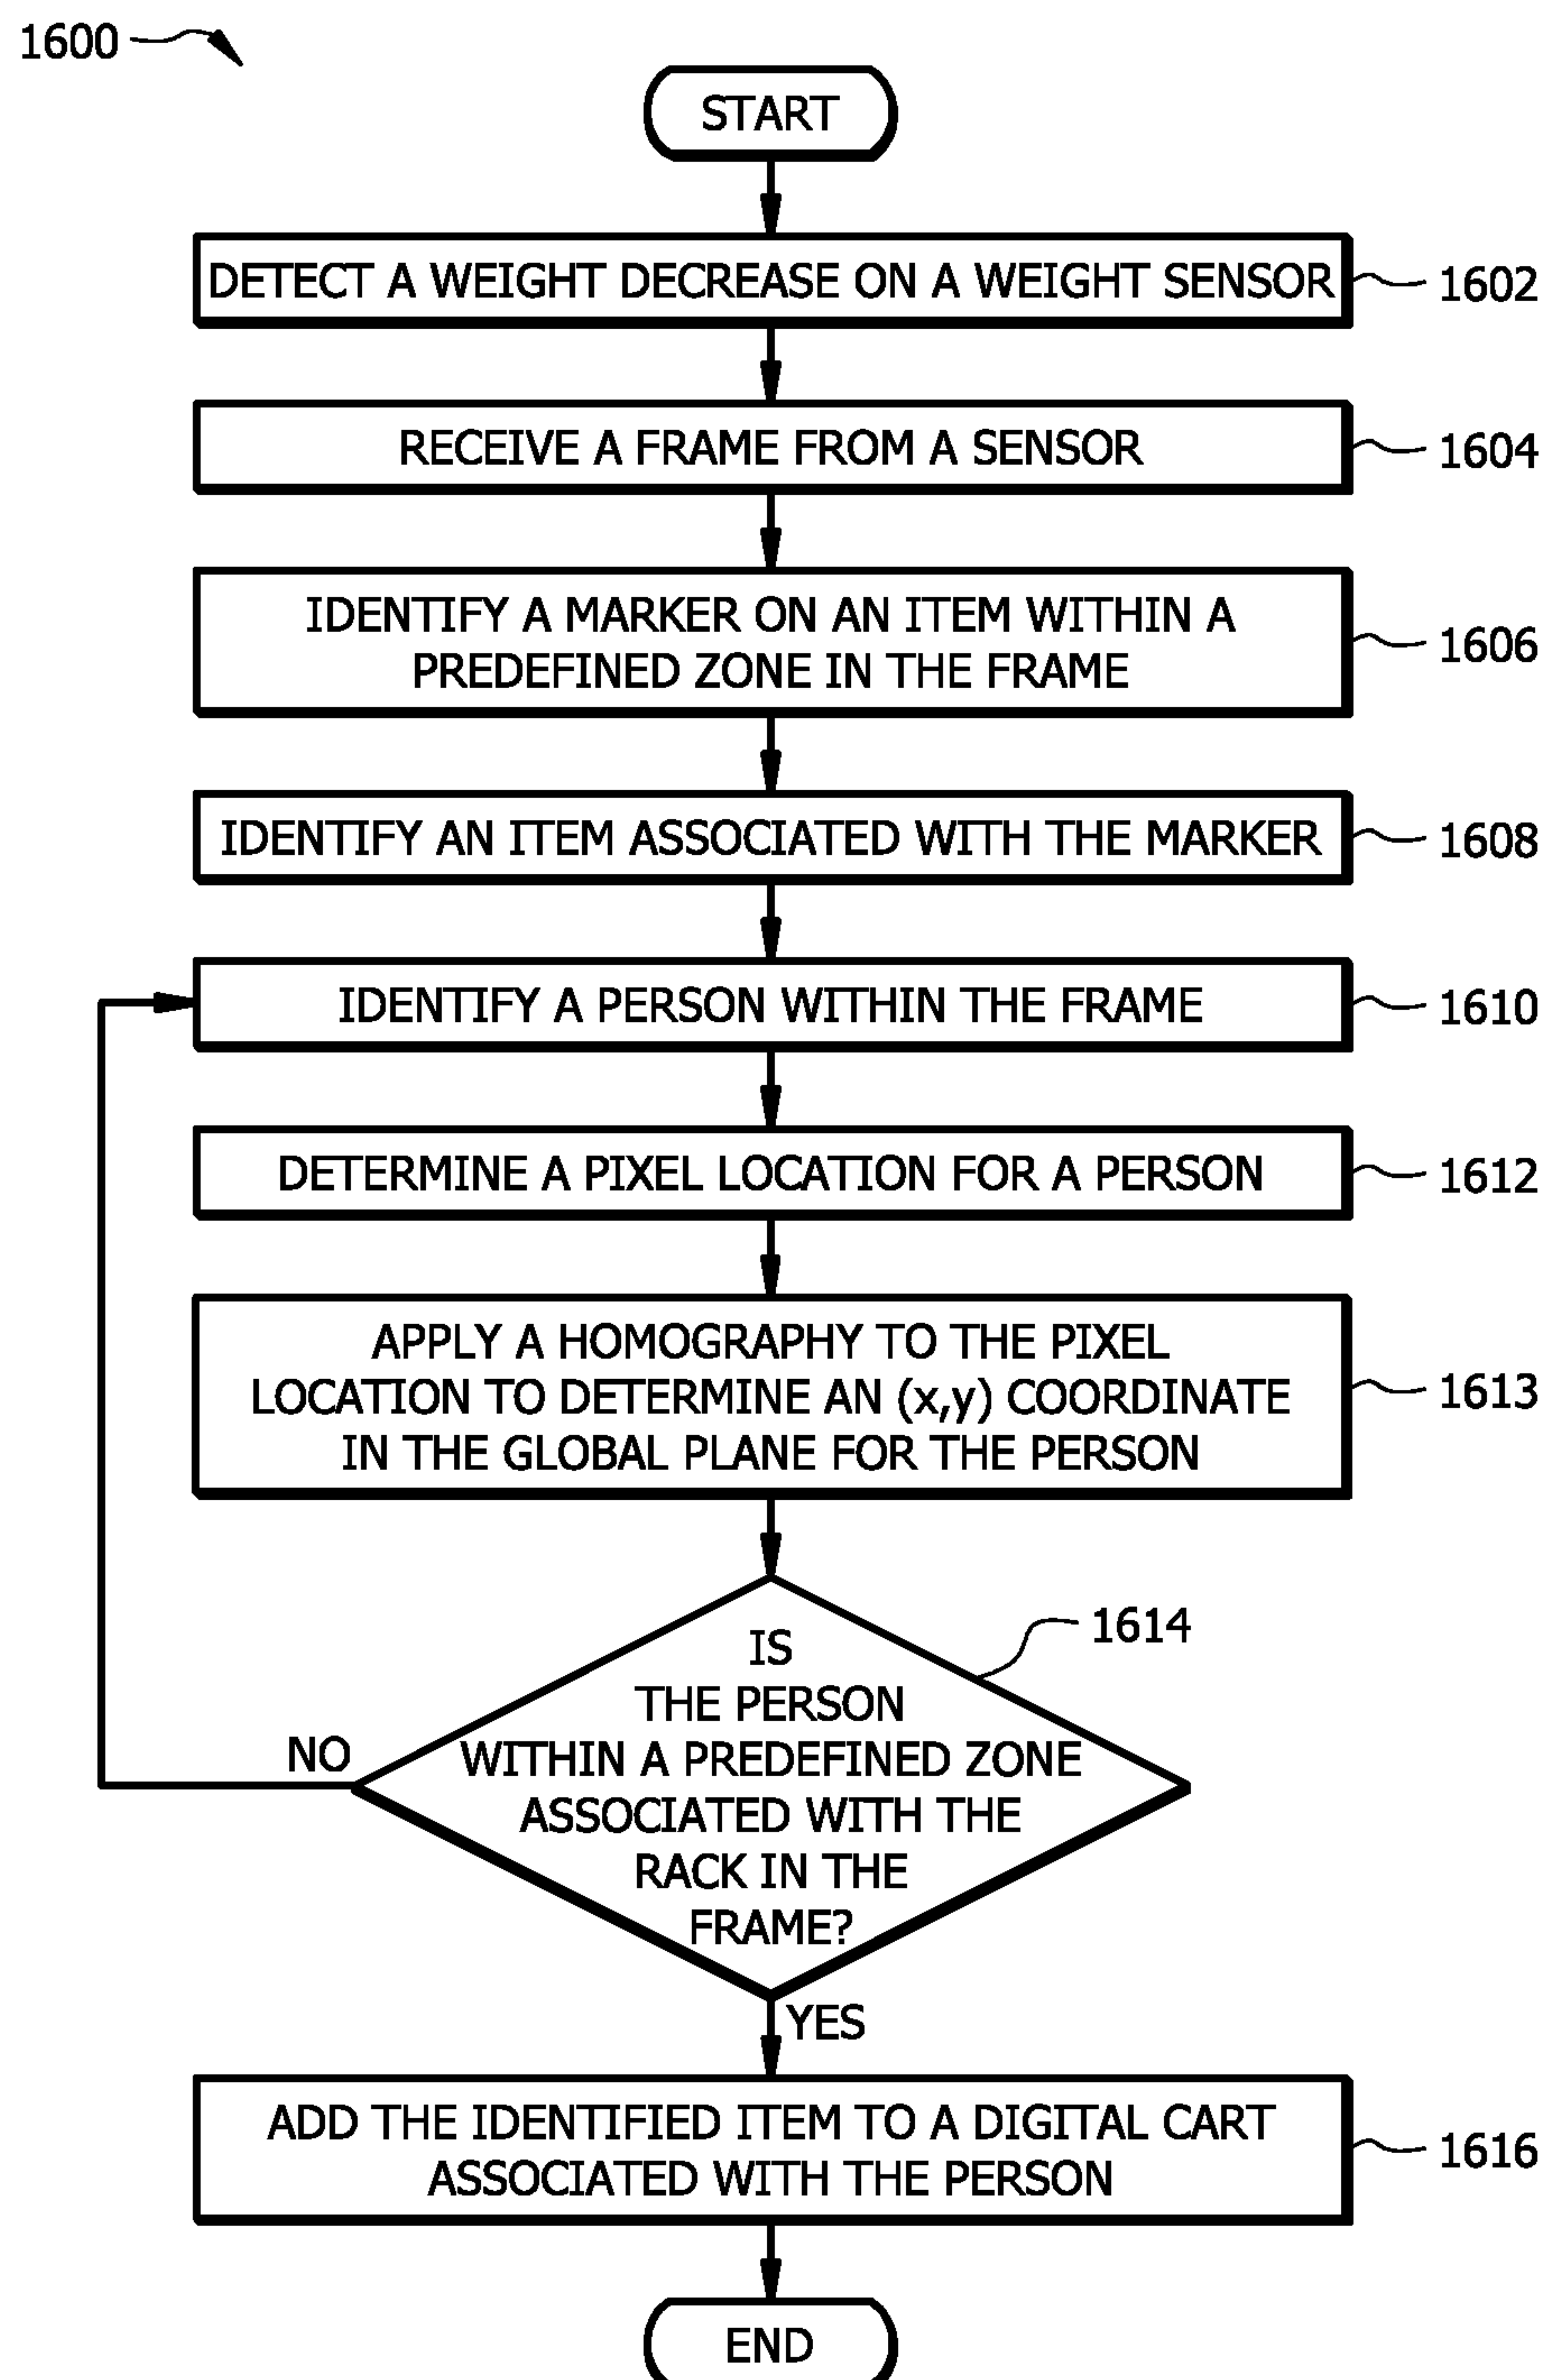 1600
START
DETECT A WEIGHT DECREASE ON A WEIGHT SENSOR
1602
RECEIVE A FRAME FROM A SENSOR
1604
IDENTIFY A MARKER ON AN ITEM WITHIN A
PREDEFINED ZONE IN THE FRAME
1606
IDENTIFY AN ITEM ASSOCIATED WITH THE MARKER
1608
IDENTIFY A PERSON WITHIN THE FRAME
1610
DETERMINE A PIXEL LOCATION FOR A PERSON
1612
APPLY A HOMOGRAPHY TO THE PIXEL
LOCATION TO DETERMINE AN (x,y) COORDINATE
IN THE GLOBAL PLANE FOR THE PERSON
1613
1614
IS
THE PERSON
WITHIN A PREDEFINED ZONE
ASSOCIATED WITH THE
RACK IN THE
FRAME?
NO
YES
ADD THE IDENTIFIED ITEM TO A DIGITAL CART
ASSOCIATED WITH THE PERSON
1616
END